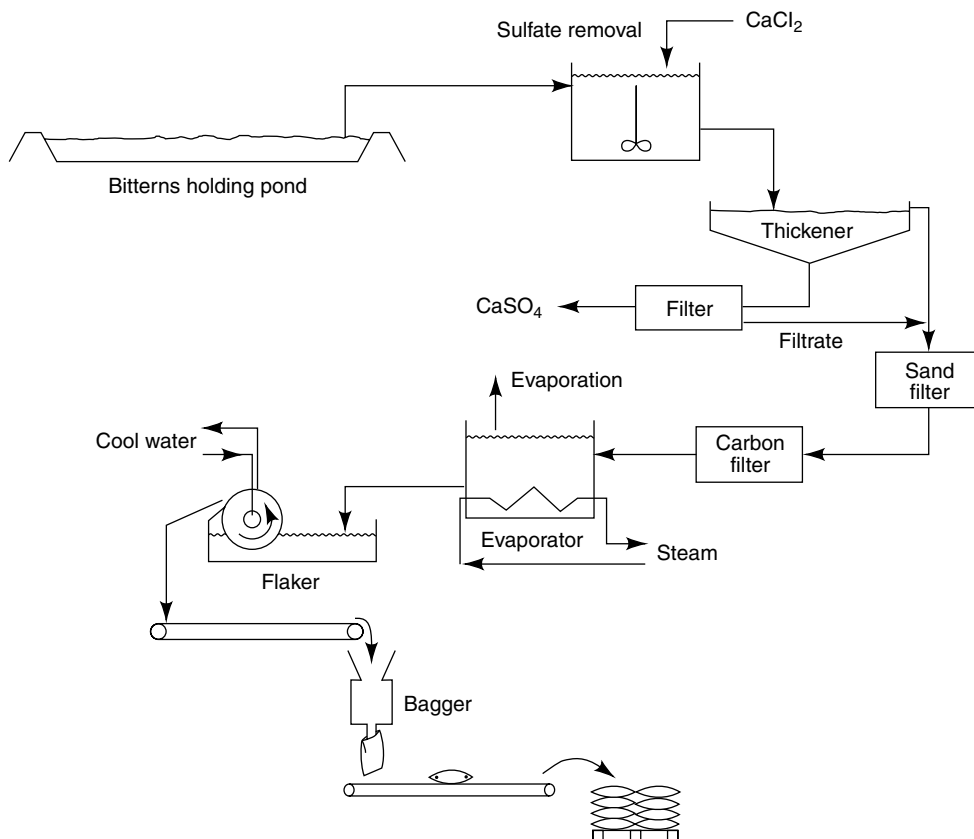 Sulfate removal
CaCl₂
Bitterns holding pond
Thickener
CaSO₄
Filter
Filtrate
Sand
filter
Evaporation
Cool water
Carbon
filter
Evaporator
Steam
Flaker
Bagger